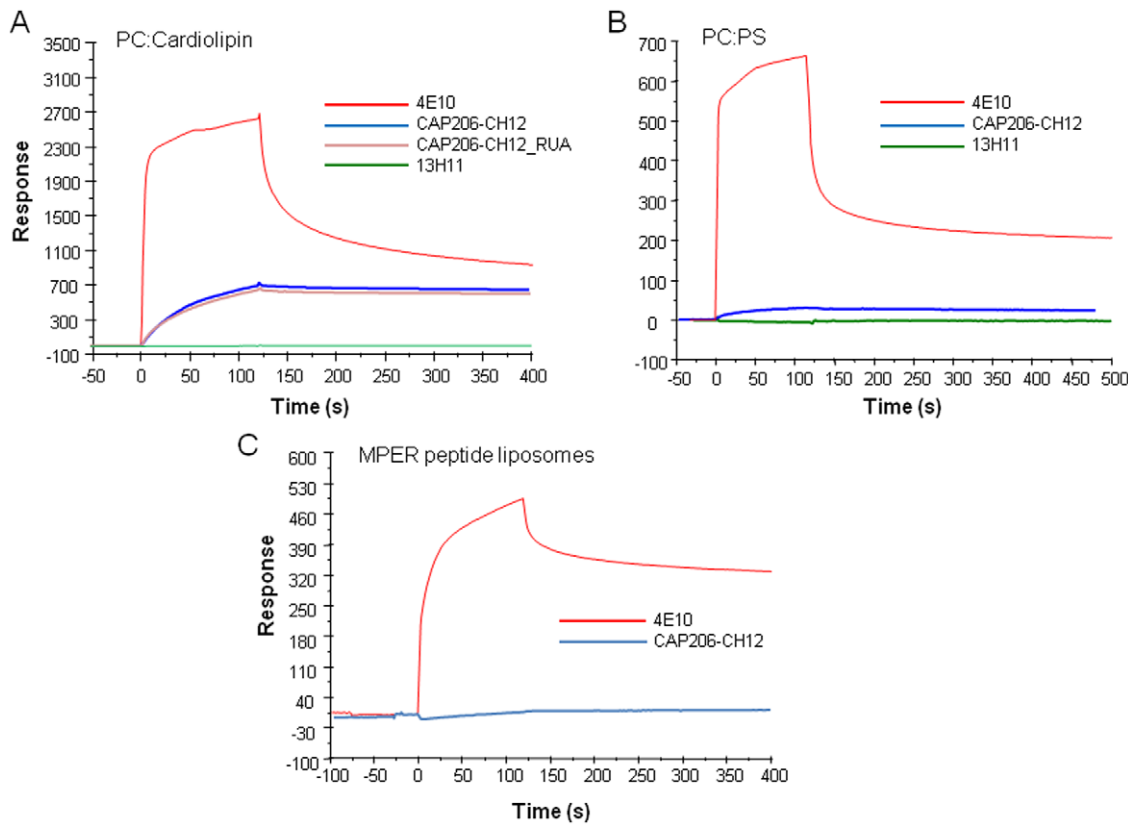 A
PC:Cardiolipin
3500
3100
2700
2300
1900
1500
1100
700
300
-100
Response
4E10
CAP206-CH12
CAP206-CH12_RUA
13H11
-50 0 50 100 150 200 250 300 350 400
Time (s)
B
PC:PS
700
600
500
400
300
200
100
0
-100
4E10
CAP206-CH12
13H11
-50 0 50 100 150 200 250 300 350 400 450 500
Time (s)
C
MPER peptide liposomes
600
530
460
390
320
250
180
110
40
-30
-100
Response
4E10
CAP206-CH12
-100 -50 0 50 100 150 200 250 300 350 400
Time (s)